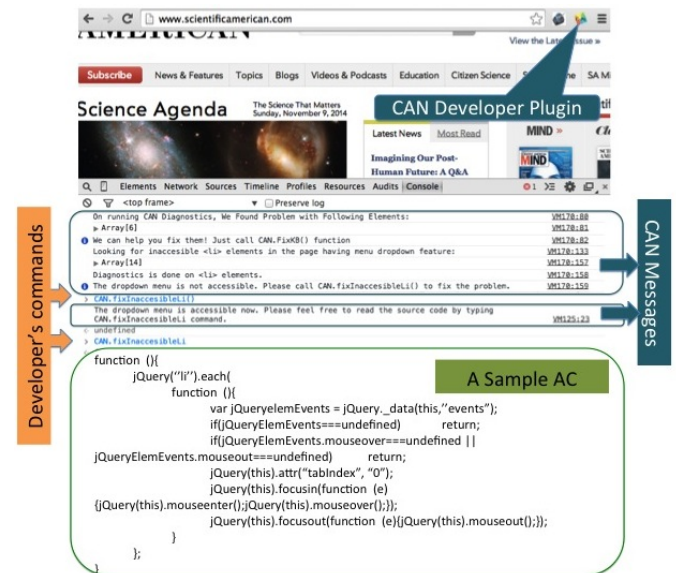 www.scientificamerican.com
AMERICAN
View the Latest Issue »
Subscribe News & Features Topics Blogs Videos & Podcasts Education Citizen Science SA Mi
CAN Developer Plugin
Science Agenda
The Science That Matters
Sunday, November 9, 2014
Latest News Most Read
MIND »
Imagining Our Post-
Human Future: A Q&A
MIND
Elements Network Sources Timeline Profiles Resources Audits Console
1
<top frame> Preserve log
On running CAN Diagnostics, We Found Problem with Following Elements: VM170:80
Array[6] VM170:81
We can help you fix them! Just call CAN.FixKB() function VM170:82
Looking for inaccesible <li> elements in the page having menu dropdown feature: VM170:133
Array[14] VM170:157
Diagnostics is done on <li> elements. VM170:158
The dropdown menu is not accessible. Please call CAN.fixInaccesibleLi() to fix the problem. VM170:159
> CAN.fixInaccesibleLi()
The dropdown menu is accessible now. Please feel free to read the source code by typing
CAN.fixInaccesibleLi command. VM125:23
undefined
> CAN.fixInaccesibleLi
Developer's commands
CAN Messages
A Sample AC
function (){
jQuery("li").each(
function (){
var jQueryelemEvents = jQuery._data(this,"events");
if(jQueryElemEvents===undefined) return;
if(jQueryElemEvents.mouseover===undefined ||
jQueryElemEvents.mouseout===undefined) return;
jQuery(this).attr("tabIndex", "0");
jQuery(this).focusin(function (e)
{jQuery(this).mouseenter();jQuery(this).mouseover();});
jQuery(this).focusout(function (e){jQuery(this).mouseout();});
}
};
}